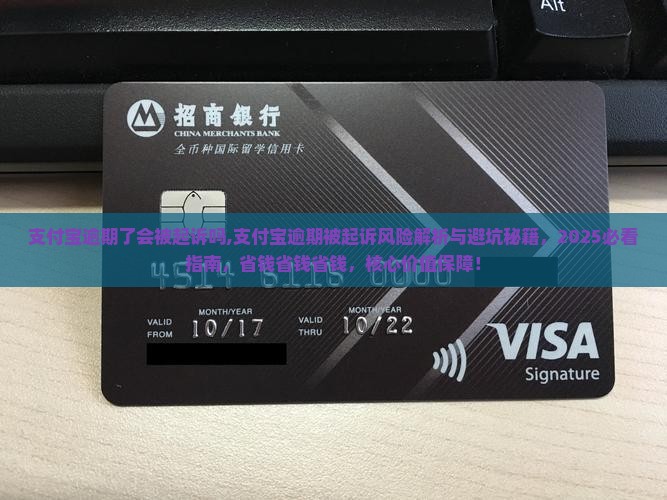 Alt
招商銀行
CHINA MERCHANTS BANK
全币种国际留学信用卡
支付宝逾期了会被起诉吗,支付宝逾期被起诉风险解析与避坑秘籍，2025必看
指南，省钱省钱省钱，核心价值保障！
MONTH/YEAR
VALID FROM 10/17
MONTH/YEAR
VALID THRU 10/22
VISA
Signature